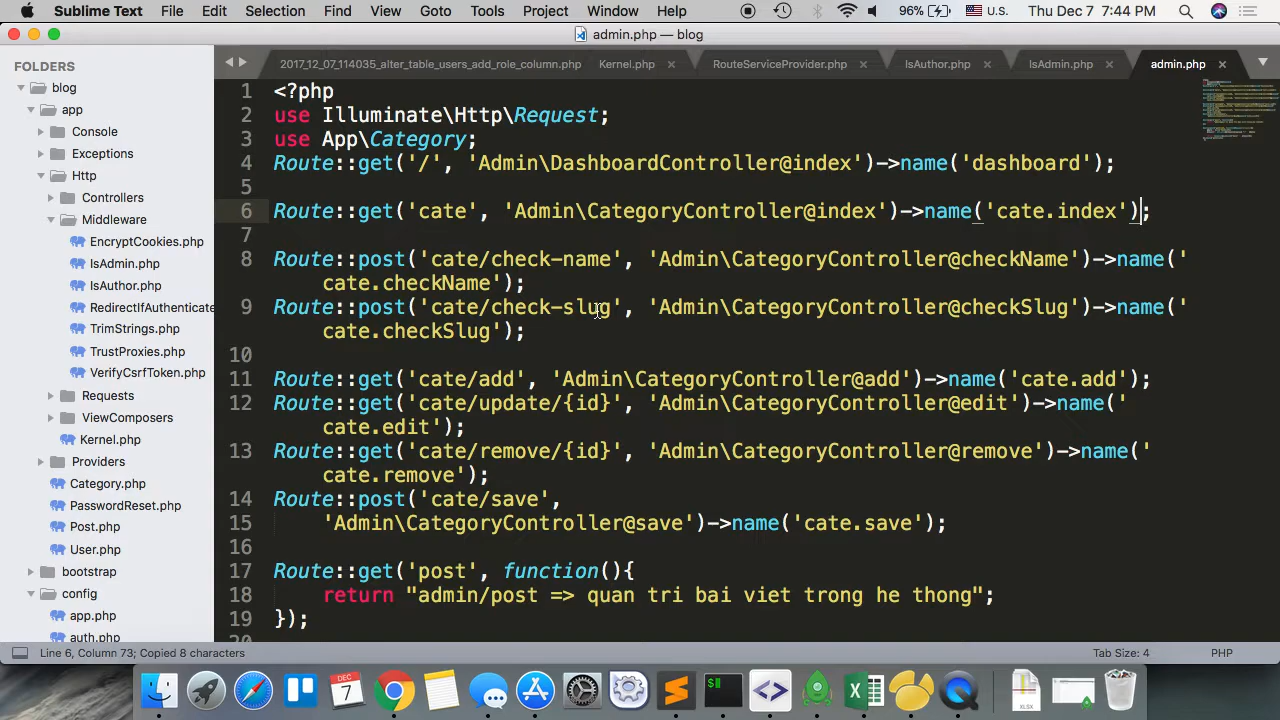 Sublime Text File Edit Selection Find View Goto Tools Project Window Help 96% U.S. Thu Dec 7 7:44 PM
admin.php — blog
2017_12_07_114035_alter_table_users_add_role_column.php Kernel.php RouteServiceProvider.php IsAuthor.php IsAdmin.php admin.php
FOLDERS
blog
app
Console
Exceptions
Http
Controllers
Middleware
EncryptCookies.php
IsAdmin.php
IsAuthor.php
RedirectIfAuthenticate
TrimStrings.php
TrustProxies.php
VerifyCsrfToken.php
Requests
ViewComposers
Kernel.php
Providers
Category.php
PasswordReset.php
Post.php
User.php
bootstrap
config
app.php
auth.php
1 <?php
2 use Illuminate\Http\Request;
3 use App\Category;
4 Route::get('/', 'Admin\DashboardController@index')->name('dashboard');
5
6 Route::get('cate', 'Admin\CategoryController@index')->name('cate.index');
7
8 Route::post('cate/check-name', 'Admin\CategoryController@checkName')->name('
cate.checkName');
9 Route::post('cate/check-slug', 'Admin\CategoryController@checkSlug')->name('
cate.checkSlug');
10
11 Route::get('cate/add', 'Admin\CategoryController@add')->name('cate.add');
12 Route::get('cate/update/{id}', 'Admin\CategoryController@edit')->name('
cate.edit');
13 Route::get('cate/remove/{id}', 'Admin\CategoryController@remove')->name('
cate.remove');
14 Route::post('cate/save',
15 'Admin\CategoryController@save')->name('cate.save');
16
17 Route::get('post', function(){
18 return "admin/post => quan tri bai viet trong he thong";
19 });
20
Line 6, Column 73; Copied 8 characters Tab Size: 4 PHP
DEC
7
XLSX